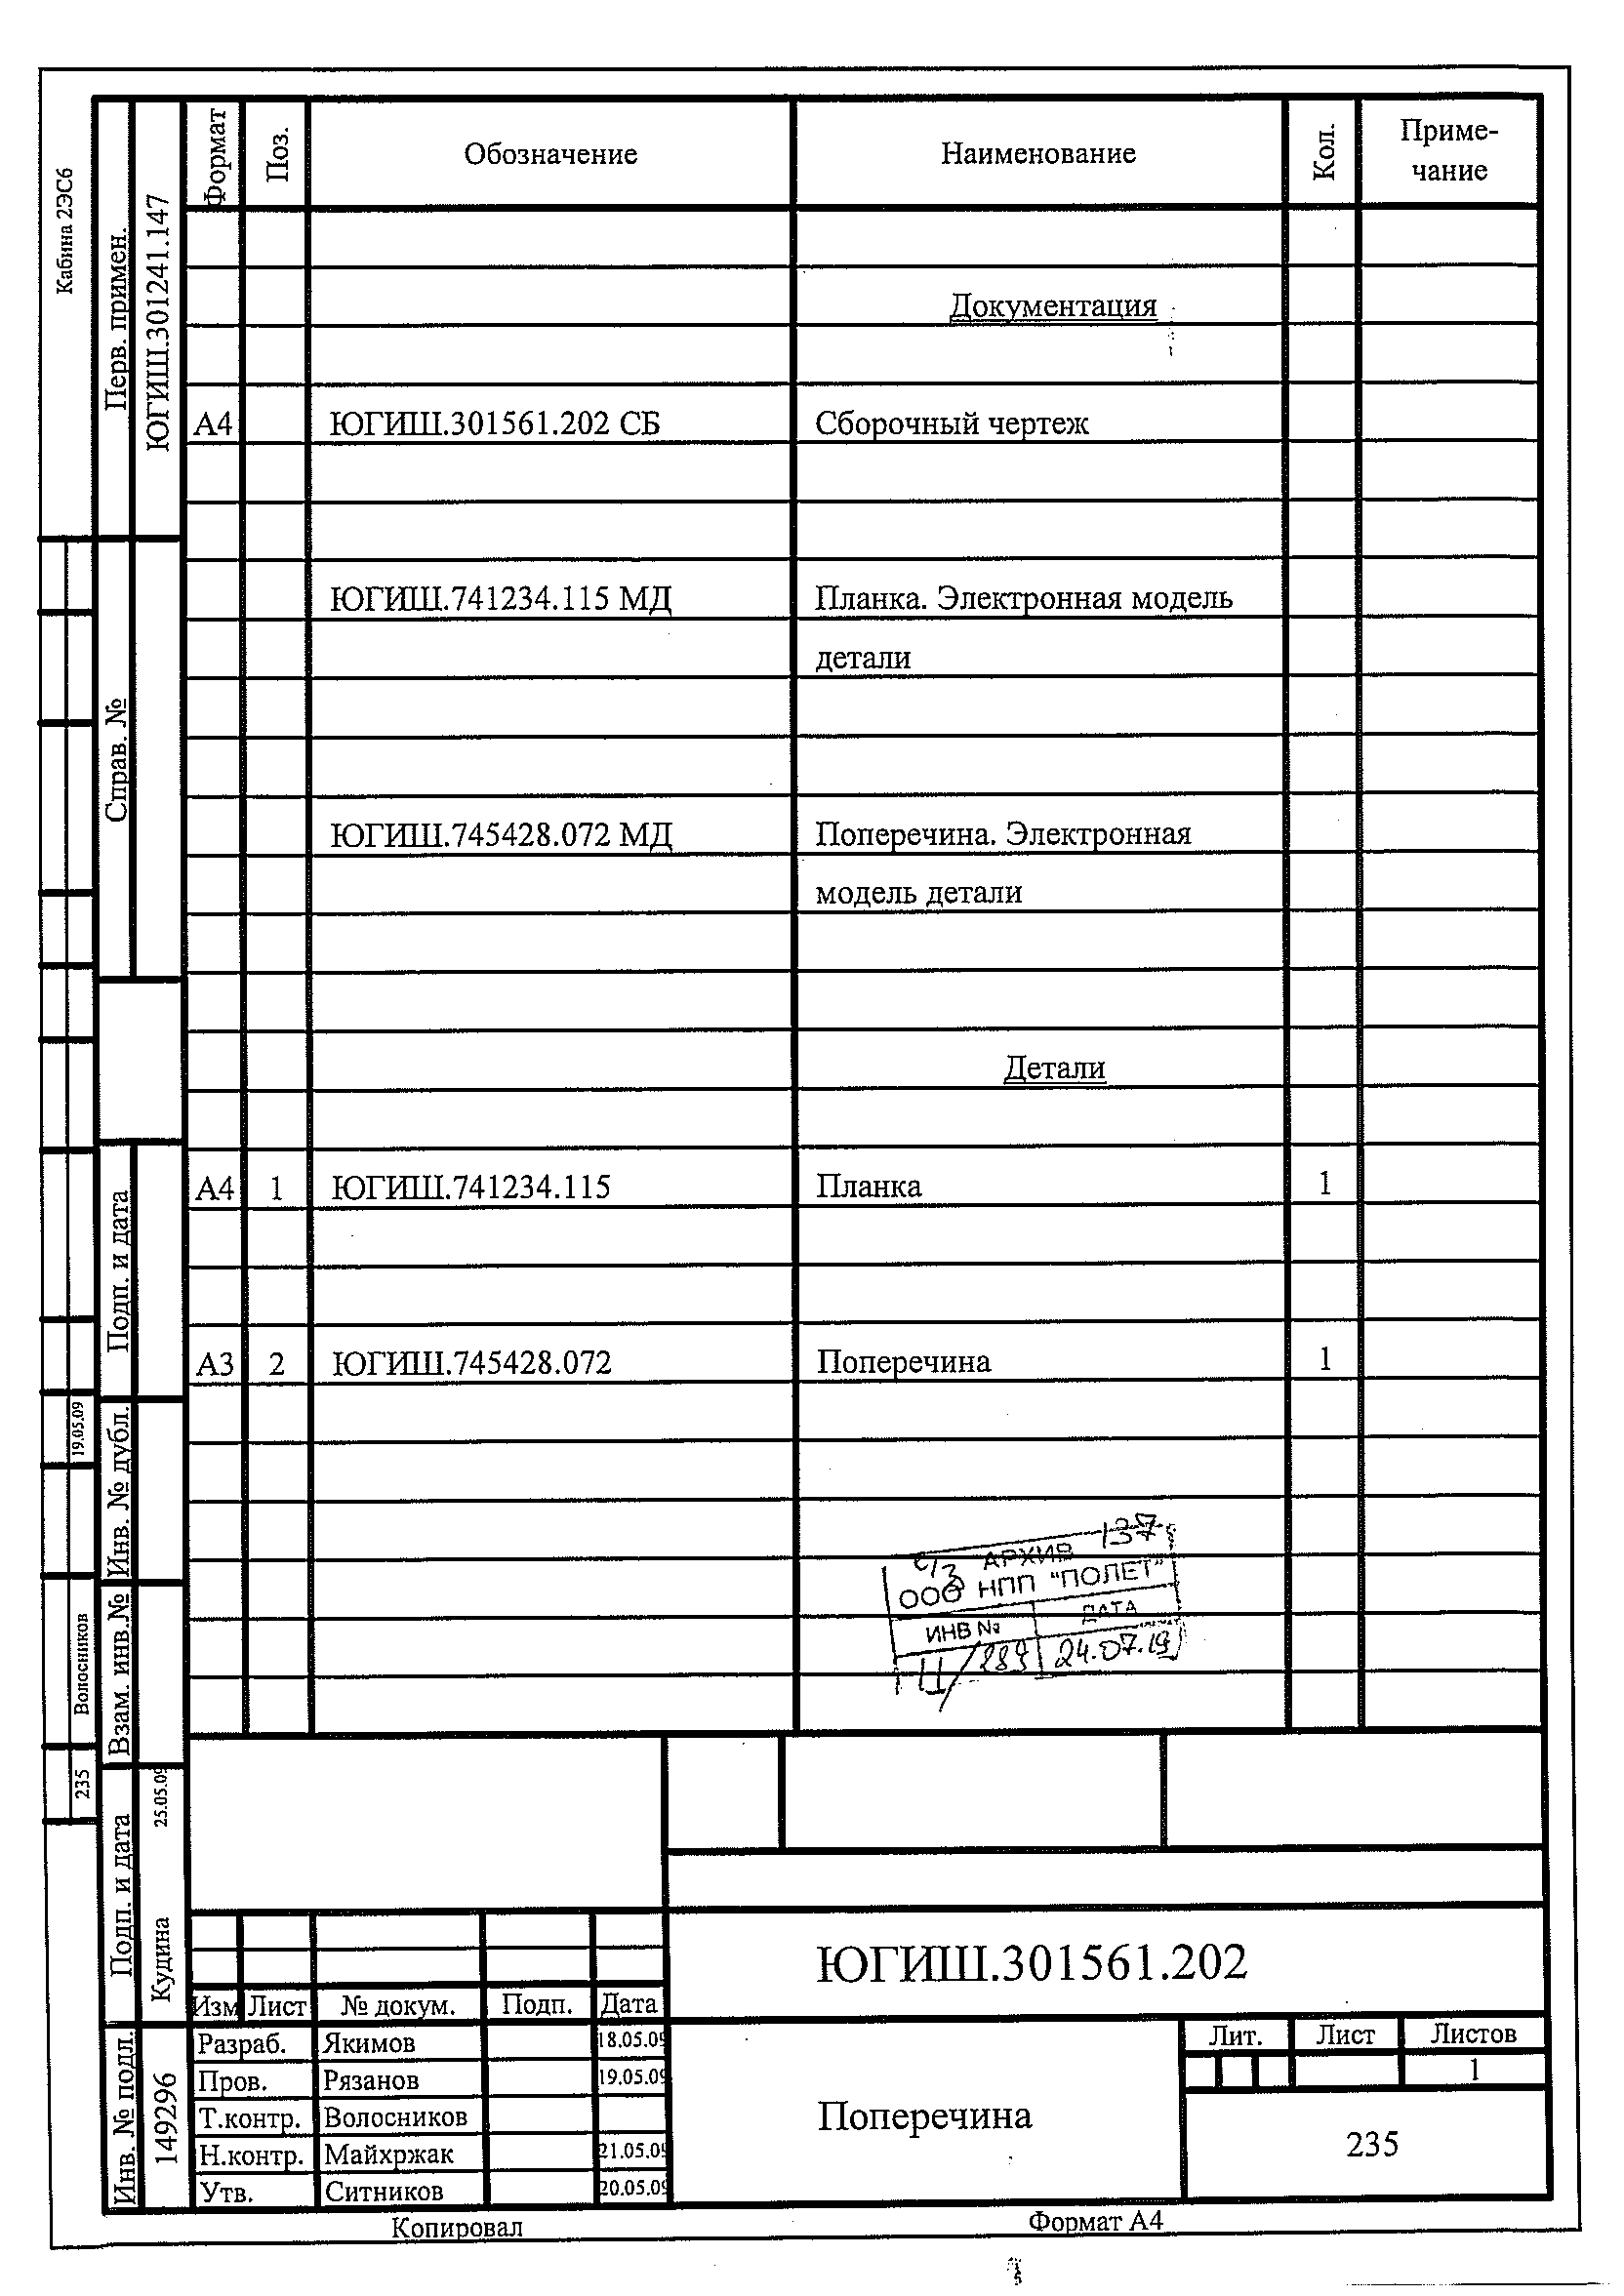 Кабина 2ЭС6
Перв. примен.
ЮГИШ.301241.147
Справ. №
Подп. и дата
Инв. № дубл.
Взам. инв.№
Подп. и дата
Кудина 25.05.09
Инв. № подл.
149296
19.05.09
Волосников
235
Формат Поз. Обозначение Наименование Кол. Приме-
чание
Документация
А4 ЮГИШ.301561.202 СБ Сборочный чертеж
ЮГИШ.741234.115 МД Планка. Электронная модель
детали
ЮГИШ.745428.072 МД Поперечина. Электронная
модель детали
Детали
А4 1 ЮГИШ.741234.115 Планка 1
А3 2 ЮГИШ.745428.072 Поперечина 1
АРХИВ 137
ООО НПП "ПОЛЕТ"
ИНВ № ДАТА
289 24.07.19
ЮГИШ.301561.202
Изм Лист № докум. Подп. Дата
Разраб. Якимов 18.05.09
Пров. Рязанов 19.05.09
Т.контр. Волосников
Н.контр. Майхржак 21.05.09
Утв. Ситников 20.05.09
Поперечина
Лит. Лист Листов
1
235
Копировал Формат А4